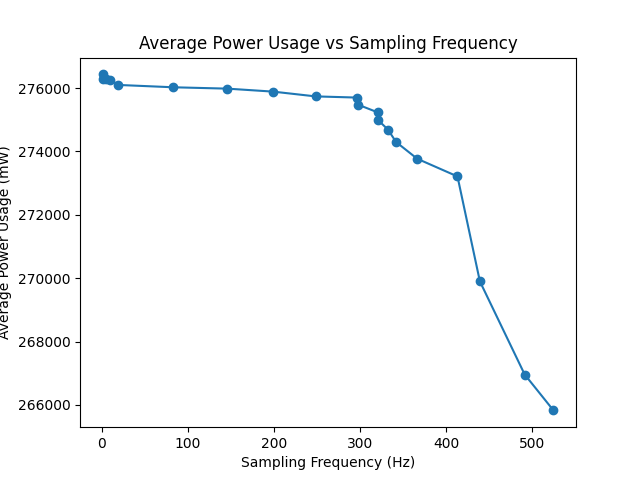 Average Power Usage vs Sampling Frequency
Average Power Usage (mW)
276000
274000
272000
270000
268000
266000
0 100 200 300 400 500
Sampling Frequency (Hz)